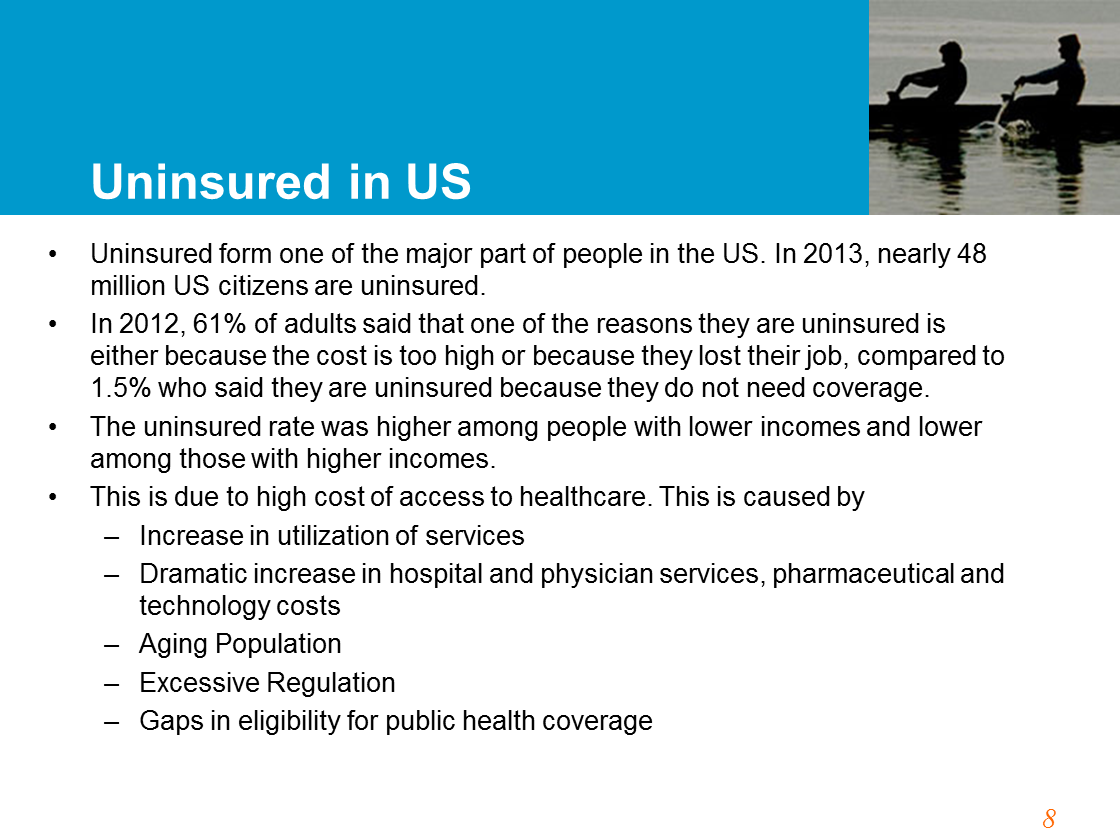 Uninsured in US
• Uninsured form one of the major part of people in the US. In 2013, nearly 48
million US citizens are uninsured.
• In 2012, 61% of adults said that one of the reasons they are uninsured is
either because the cost is too high or because they lost their job, compared to
1.5% who said they are uninsured because they do not need coverage.
• The uninsured rate was higher among people with lower incomes and lower
among those with higher incomes.
• This is due to high cost of access to healthcare. This is caused by
– Increase in utilization of services
– Dramatic increase in hospital and physician services, pharmaceutical and
technology costs
– Aging Population
– Excessive Regulation
– Gaps in eligibility for public health coverage
8